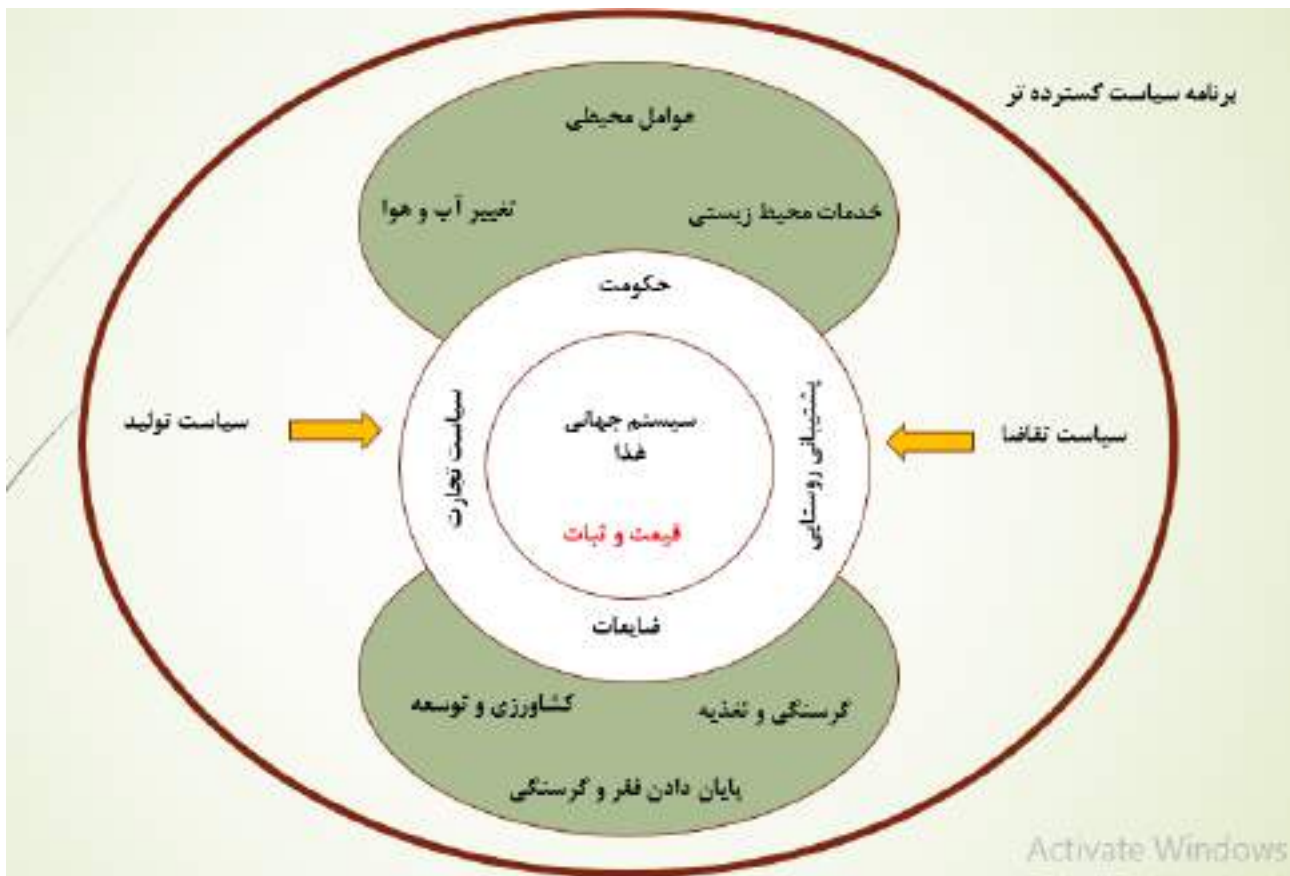 برنامه سیاست گسترده تر
عوامل محیطی
خدمات محیط زیستی
تغییر آب و هوا
حکومت
پشتیبانی روستایی
سیاست تجارت
سیستم جهانی
غذا
قیمت و ثبات
سیاست تقاضا
سیاست تولید
ضایعات
گرسنگی و تغذیه
کشاورزی و توسعه
پایان دادن فقر و گرسنگی
Activate Windows